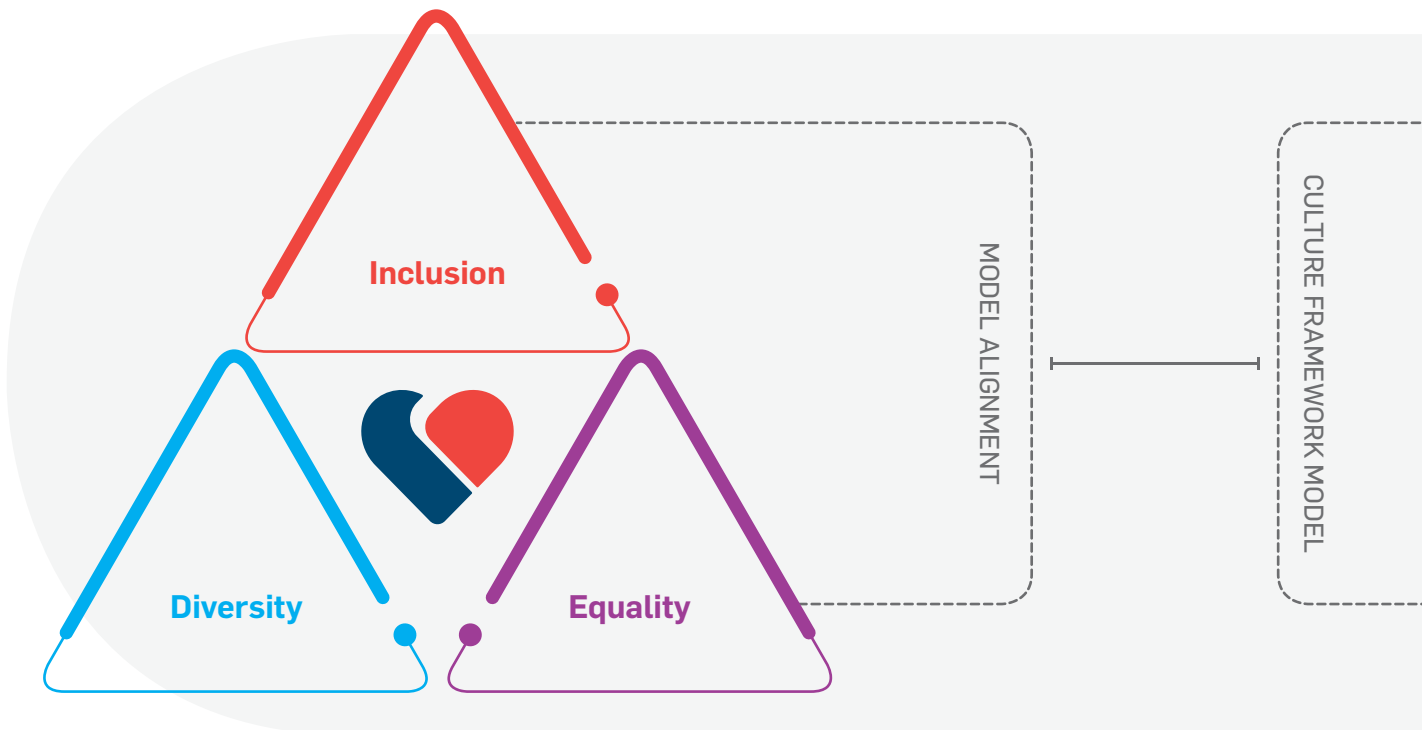 Inclusion
Diversity
Equality
MODEL ALIGNMENT
CULTURE FRAMEWORK MODEL